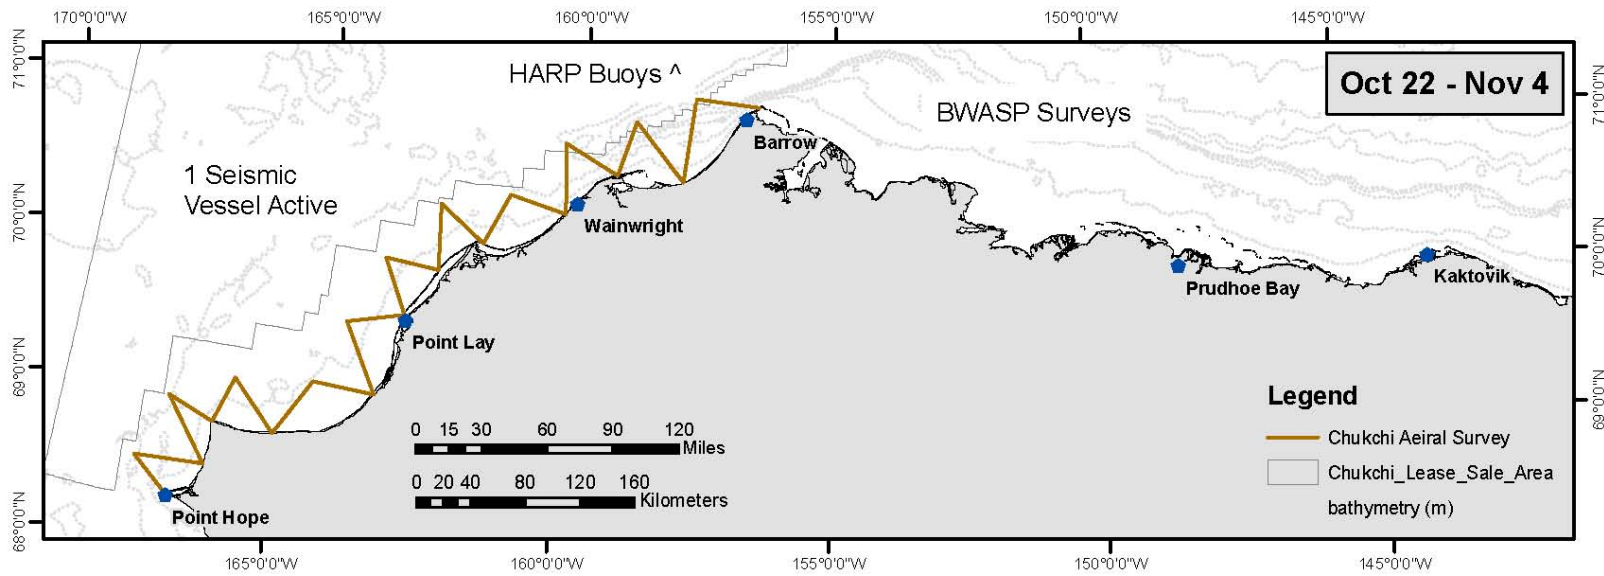 170°0'0"W 165°0'0"W 160°0'0"W 155°0'0"W 150°0'0"W 145°0'0"W
71°0'0"N
71°0'0"N
HARP Buoys ^
Oct 22 - Nov 4
BWASP Surveys
Barrow
1 Seismic
Vessel Active
70°0'0"N
70°0'0"N
Wainwright
Kaktovik
Prudhoe Bay
Point Lay
69°0'0"N
69°0'0"N
Legend
0 15 30 60 90 120
Miles
Chukchi Aeiral Survey
Chukchi_Lease_Sale_Area
0 20 40 80 120 160
Kilometers
bathymetry (m)
Point Hope
68°0'0"N
165°0'0"W 160°0'0"W 155°0'0"W 150°0'0"W 145°0'0"W